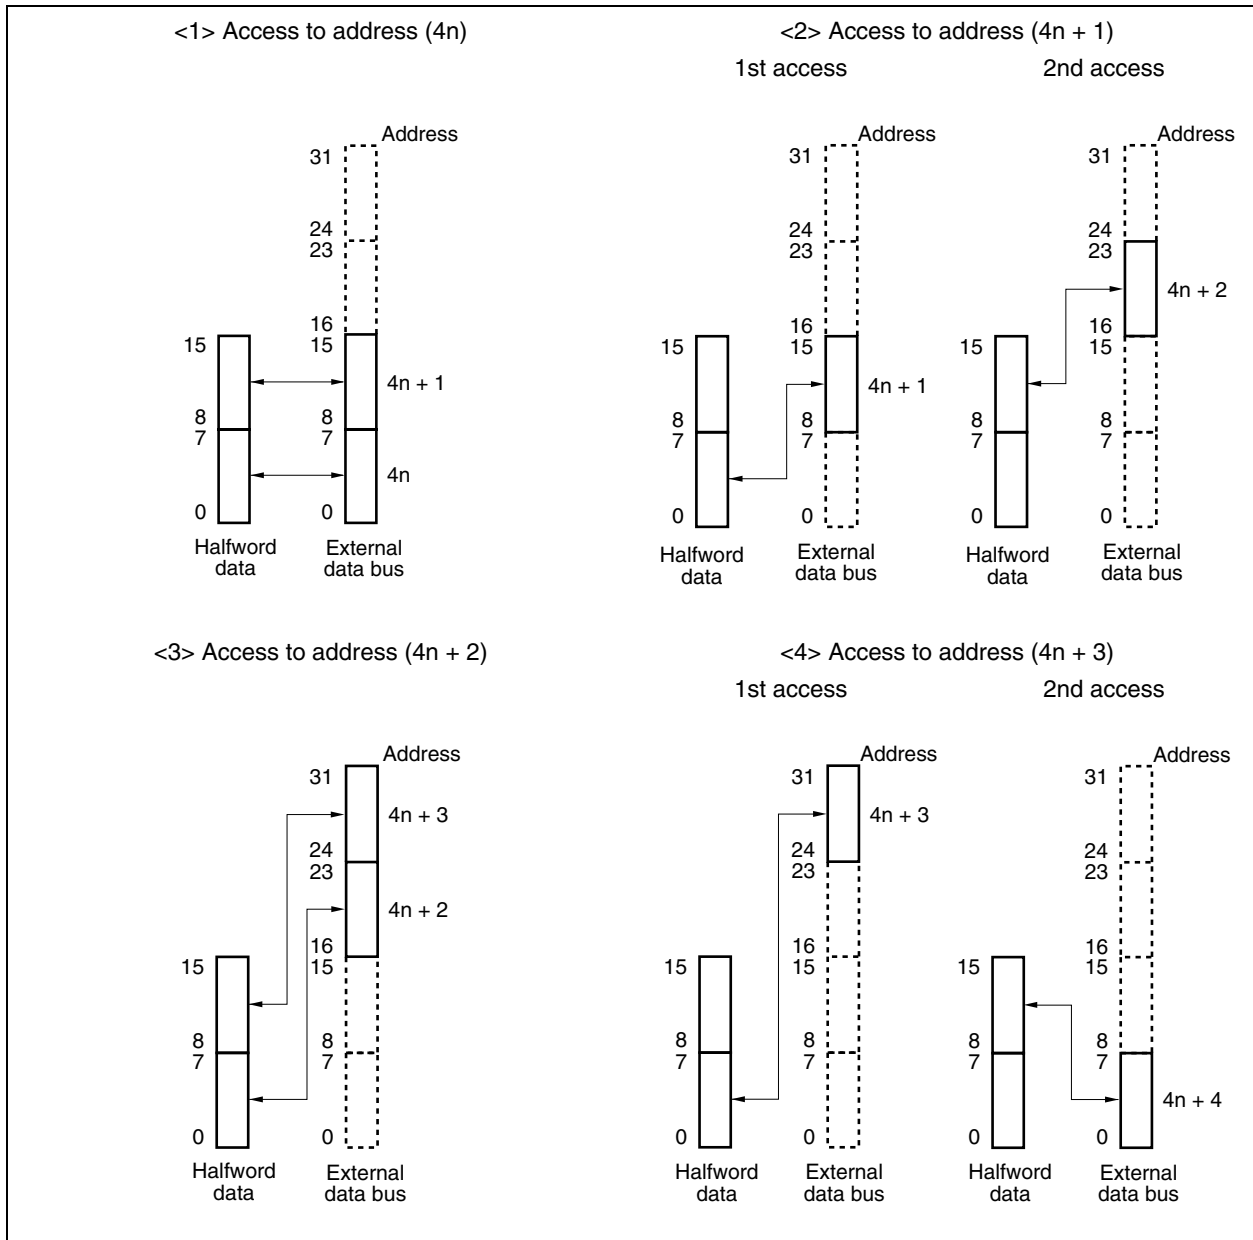 <1> Access to address (4n)
Address
31
24
23
16
15
15
4n + 1
8
8
7
7
4n
0
0
Halfword
data
External
data bus
<2> Access to address (4n + 1)
1st access
Address
31
24
23
16
15
15
4n + 1
8
8
7
7
0
0
Halfword
data
External
data bus
2nd access
Address
31
24
23
4n + 2
16
15
15
8
8
7
7
0
0
Halfword
data
External
data bus
<3> Access to address (4n + 2)
Address
31
4n + 3
24
23
4n + 2
16
15
15
8
8
7
7
0
0
Halfword
data
External
data bus
<4> Access to address (4n + 3)
1st access
Address
31
4n + 3
24
23
16
15
15
8
8
7
7
0
0
Halfword
data
External
data bus
2nd access
Address
31
24
23
16
15
15
8
8
7
7
4n + 4
0
0
Halfword
data
External
data bus